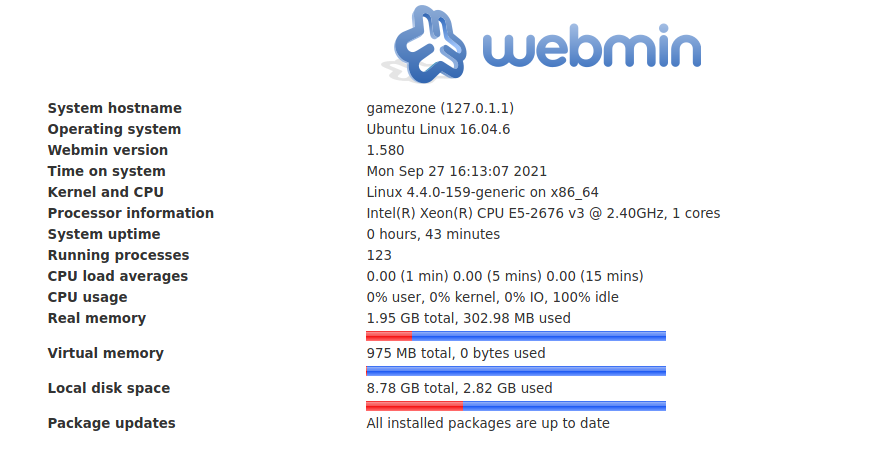 webmin
System hostname gamezone (127.0.1.1)
Operating system Ubuntu Linux 16.04.6
Webmin version 1.580
Time on system Mon Sep 27 16:13:07 2021
Kernel and CPU Linux 4.4.0-159-generic on x86_64
Processor information Intel(R) Xeon(R) CPU E5-2676 v3 @ 2.40GHz, 1 cores
System uptime 0 hours, 43 minutes
Running processes 123
CPU load averages 0.00 (1 min) 0.00 (5 mins) 0.00 (15 mins)
CPU usage 0% user, 0% kernel, 0% IO, 100% idle
Real memory 1.95 GB total, 302.98 MB used
Virtual memory 975 MB total, 0 bytes used
Local disk space 8.78 GB total, 2.82 GB used
Package updates All installed packages are up to date